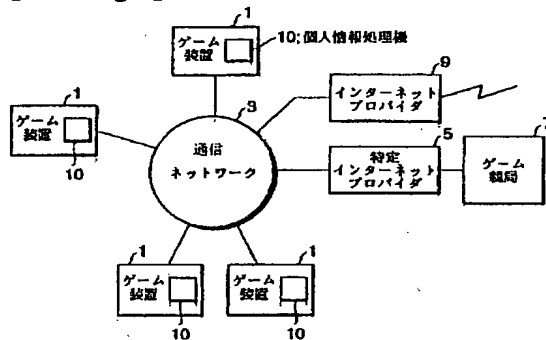 1
ゲーム
装置
10;個人情報処理機
1
ゲーム
装置
10
3
通信
ネットワーク
9
インターネット
プロバイダ
5
特定
インターネット
プロバイダ
ゲーム
親局
1
ゲーム
装置
10
1
ゲーム
装置
10